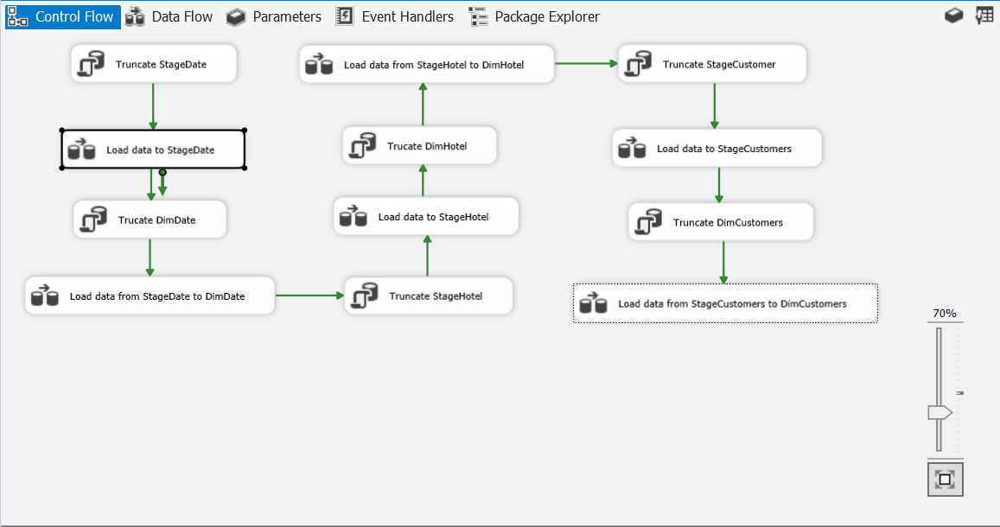 Control Flow
Data Flow
Parameters
Event Handlers
Package Explorer
Truncate StageDate
Load data to StageDate
Trucate DimDate
Load data from StageDate to DimDate
Truncate StageHotel
Load data to StageHotel
Trucate DimHotel
Load data from StageHotel to DimHotel
Truncate StageCustomer
Load data to StageCustomers
Truncate DimCustomers
Load data from StageCustomers to DimCustomers
70%